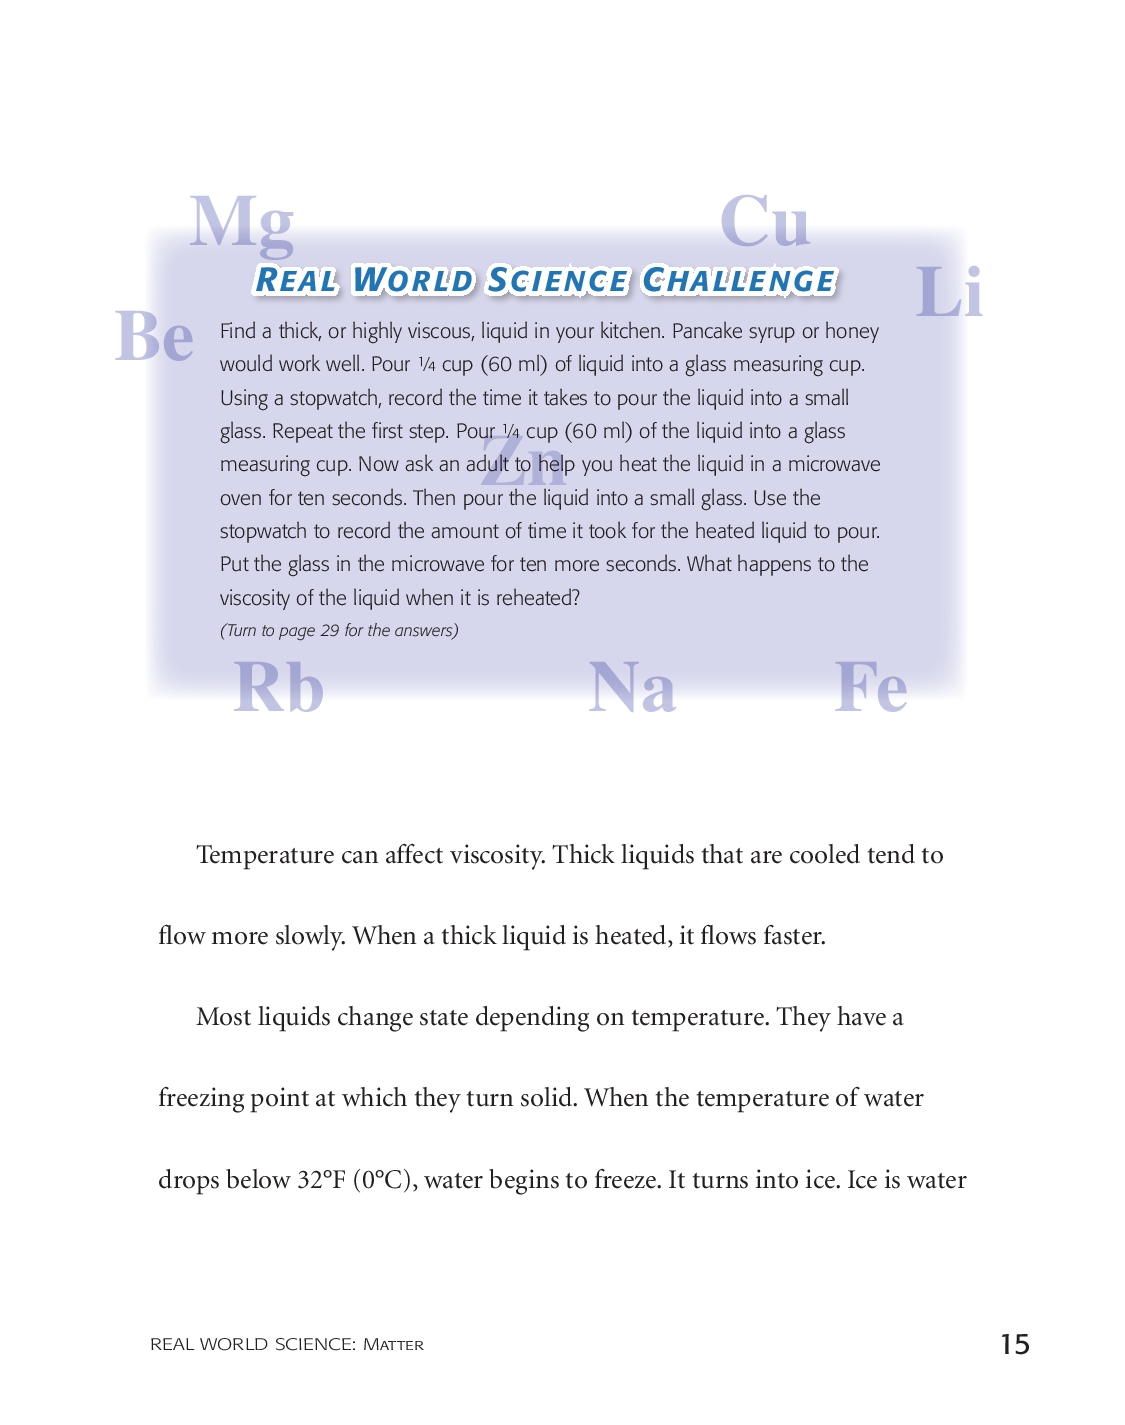 Mg
Cu
REAL WORLD SCIENCE CHALLENGE
Li
Be
Find a thick, or highly viscous, liquid in your kitchen. Pancake syrup or honey
would work well. Pour ¼ cup (60 ml) of liquid into a glass measuring cup.
Using a stopwatch, record the time it takes to pour the liquid into a small
glass. Repeat the first step. Pour ¼ cup (60 ml) of the liquid into a glass
Zn
measuring cup. Now ask an adult to help you heat the liquid in a microwave
oven for ten seconds. Then pour the liquid into a small glass. Use the
stopwatch to record the amount of time it took for the heated liquid to pour.
Put the glass in the microwave for ten more seconds. What happens to the
viscosity of the liquid when it is reheated?
(Turn to page 29 for the answers)
Rb
Na
Fe
Temperature can affect viscosity. Thick liquids that are cooled tend to
flow more slowly. When a thick liquid is heated, it flows faster.
Most liquids change state depending on temperature. They have a
freezing point at which they turn solid. When the temperature of water
drops below 32°F (0°C), water begins to freeze. It turns into ice. Ice is water
REAL WORLD SCIENCE: MATTER
15